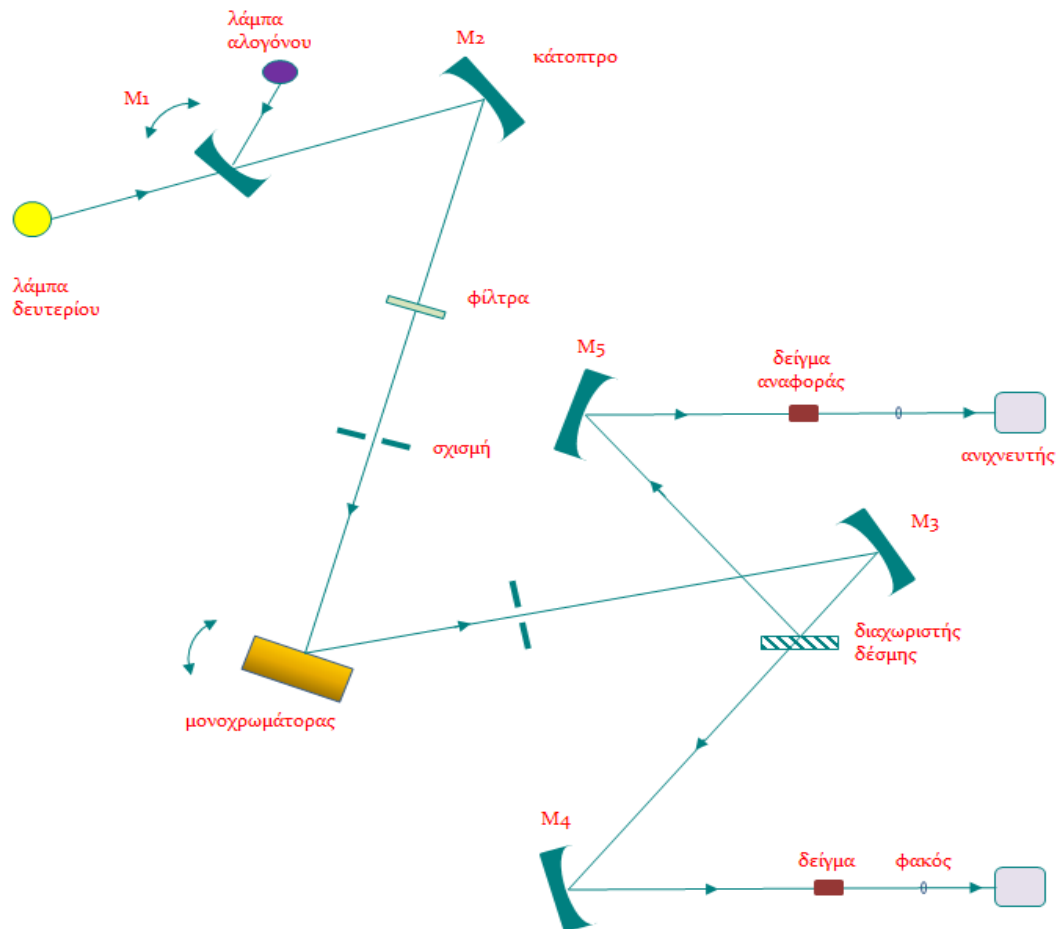 λάμπα
αλογόνου
M2
κάτοπτρο
M1
λάμπα
δευτερίου
φίλτρα
M5
δείγμα
αναφοράς
σχισμή
ανιχνευτής
M3
διαχωριστής
δέσμης
μονοχρωμάτορας
M4
δείγμα
φακός